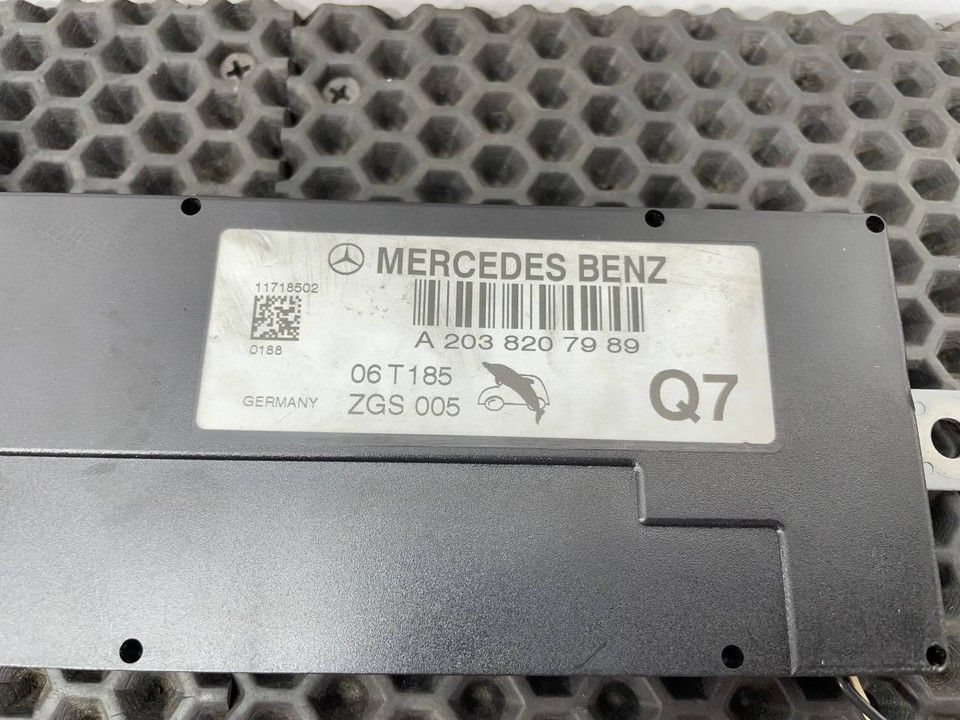 MERCEDES BENZ
11718502
A 203 820 79 89
0188
06 T185
GERMANY ZGS 005
Q7